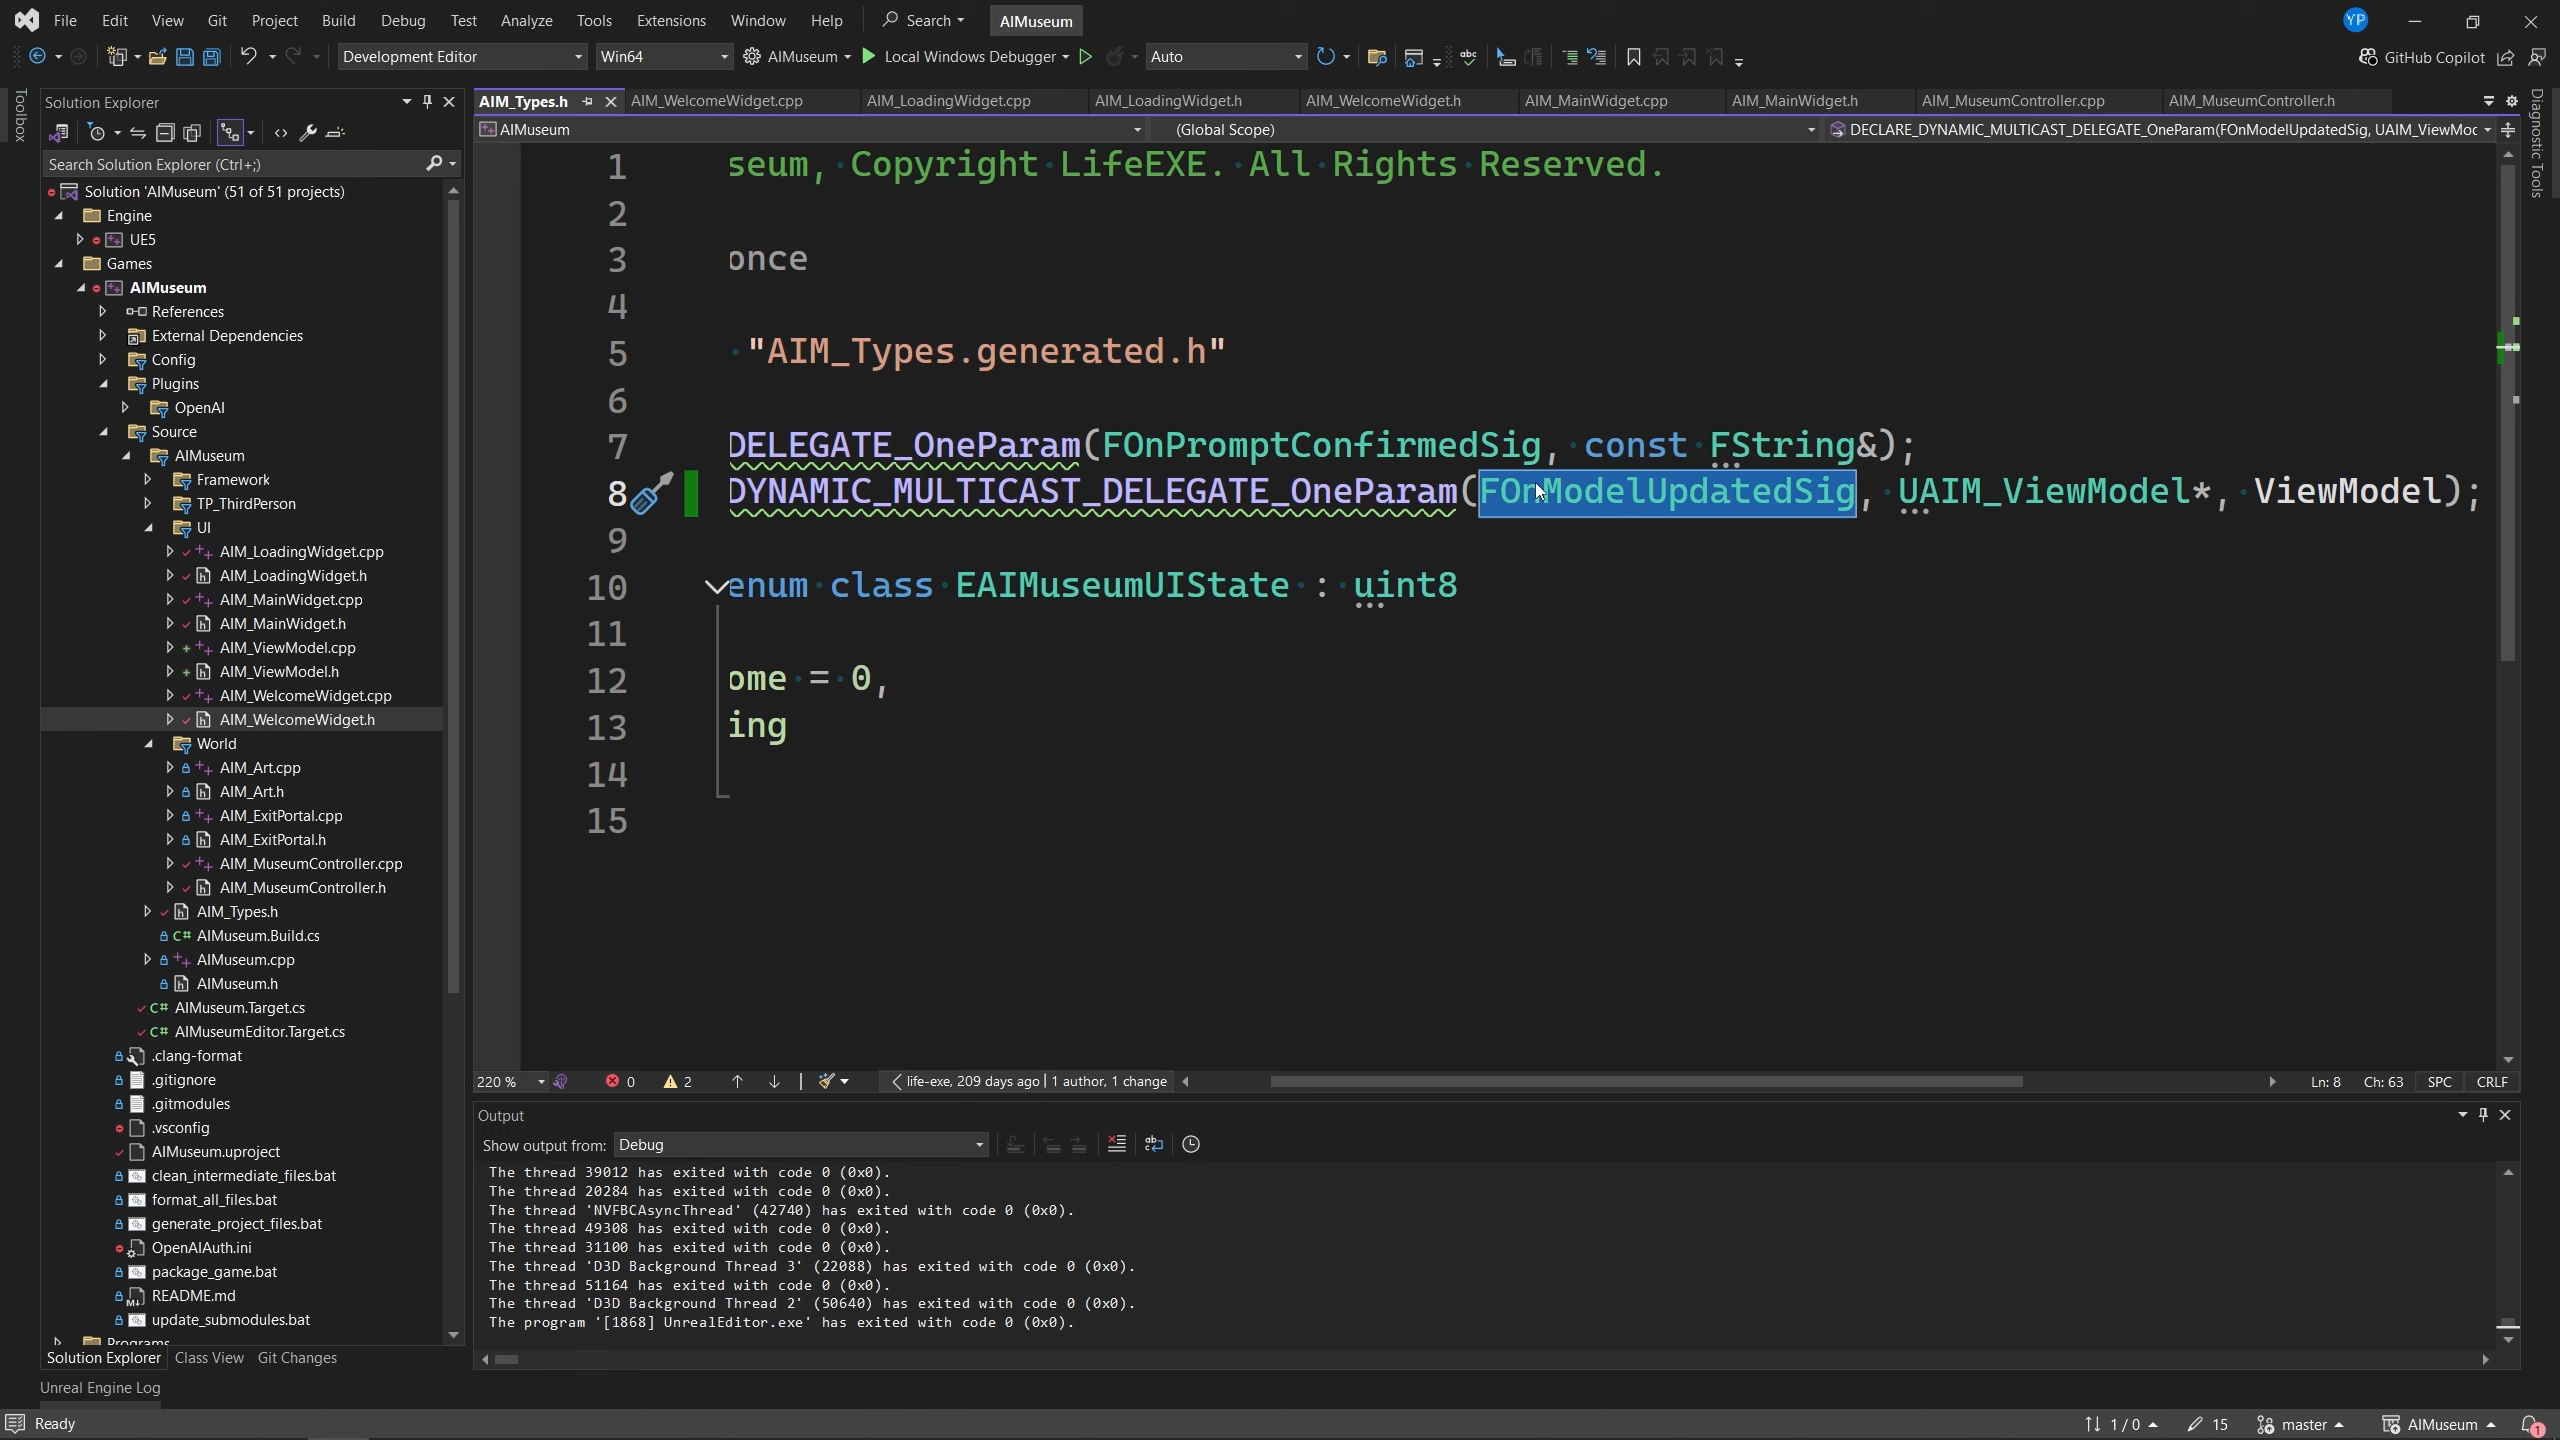 File Edit View Git Project Build Debug Test Analyze Tools Extensions Window Help Search AIMuseum YP
Development Editor Win64 AIMuseum Local Windows Debugger Auto GitHub Copilot
Toolbox
Solution Explorer
Search Solution Explorer (Ctrl+;)
Solution 'AIMuseum' (51 of 51 projects)
Engine
UE5
Games
AIMuseum
References
External Dependencies
Config
Plugins
OpenAI
Source
AIMuseum
Framework
TP_ThirdPerson
UI
AIM_LoadingWidget.cpp
AIM_LoadingWidget.h
AIM_MainWidget.cpp
AIM_MainWidget.h
AIM_ViewModel.cpp
AIM_ViewModel.h
AIM_WelcomeWidget.cpp
AIM_WelcomeWidget.h
World
AIM_Art.cpp
AIM_Art.h
AIM_ExitPortal.cpp
AIM_ExitPortal.h
AIM_MuseumController.cpp
AIM_MuseumController.h
AIM_Types.h
AIMuseum.Build.cs
AIMuseum.cpp
AIMuseum.h
AIMuseum.Target.cs
AIMuseumEditor.Target.cs
.clang-format
.gitignore
.gitmodules
.vsconfig
AIMuseum.uproject
clean_intermediate_files.bat
format_all_files.bat
generate_project_files.bat
OpenAIAuth.ini
package_game.bat
README.md
update_submodules.bat
Programs
Solution Explorer Class View Git Changes
AIM_Types.h AIM_WelcomeWidget.cpp AIM_LoadingWidget.cpp AIM_LoadingWidget.h AIM_WelcomeWidget.h AIM_MainWidget.cpp AIM_MainWidget.h AIM_MuseumController.cpp AIM_MuseumController.h
AIMuseum (Global Scope) DECLARE_DYNAMIC_MULTICAST_DELEGATE_OneParam(FOnModelUpdatedSig, UAIM_ViewMoc
1 seum, Copyright LifeEXE. All Rights Reserved.
2
3 once
4
5 "AIM_Types.generated.h"
6
7 DELEGATE_OneParam(FOnPromptConfirmedSig, const FString&);
8 DYNAMIC_MULTICAST_DELEGATE_OneParam(FOnModelUpdatedSig, UAIM_ViewModel*, ViewModel);
9
10 enum class EAIMuseumUIState : uint8
11
12 ome = 0,
13 ing
14
15
220 % 0 2 life-exe, 209 days ago | 1 author, 1 change Ln: 8 Ch: 63 SPC CRLF
Diagnostic Tools
Output
Show output from: Debug
The thread 39012 has exited with code 0 (0x0).
The thread 20284 has exited with code 0 (0x0).
The thread 'NVFBCAsyncThread' (42740) has exited with code 0 (0x0).
The thread 49308 has exited with code 0 (0x0).
The thread 31100 has exited with code 0 (0x0).
The thread 'D3D Background Thread 3' (22088) has exited with code 0 (0x0).
The thread 51164 has exited with code 0 (0x0).
The thread 'D3D Background Thread 2' (50640) has exited with code 0 (0x0).
The program '[1868] UnrealEditor.exe' has exited with code 0 (0x0).
Unreal Engine Log
Ready 1 / 0 15 master AIMuseum 1